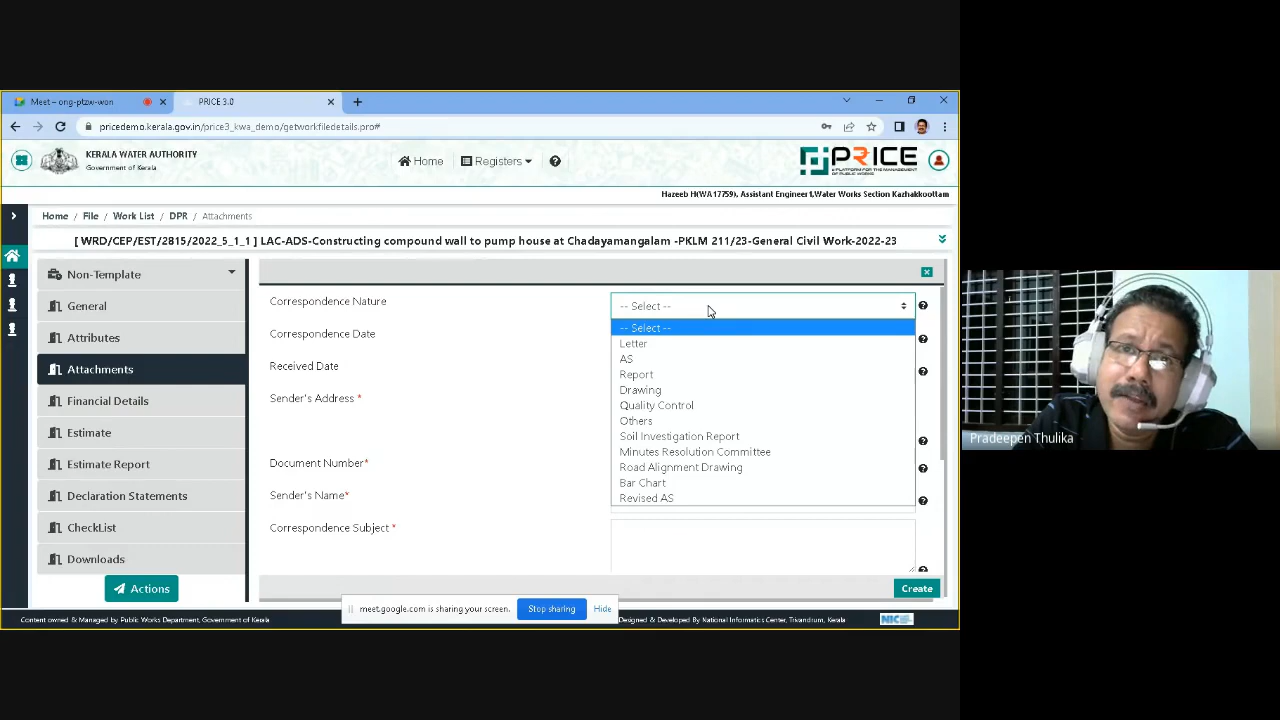 Meet – ong-ptzw-won
PRICE 3.0
pricedemo.kerala.gov.in/price3_kwa_demo/getworkfiledetails.pro#
KERALA WATER AUTHORITY
Government of Kerala
Home
Registers
PRICE
e-PLATFORM FOR THE MANAGEMENT
OF PUBLIC WORKS
Hazeeb H(WA17759), Assistant Engineer1,Water Works Section Kazhakkoottam
Home / File / Work List / DPR / Attachments
[ WRD/CEP/EST/2815/2022_5_1_1 ] LAC-ADS-Constructing compound wall to pump house at Chadayamangalam -PKLM 211/23-General Civil Work-2022-23
Non-Template
General
Attributes
Attachments
Financial Details
Estimate
Estimate Report
Declaration Statements
CheckList
Downloads
Actions
Correspondence Nature
Correspondence Date
Received Date
Sender's Address *
Document Number*
Sender's Name*
Correspondence Subject *
-- Select --
-- Select --
Letter
AS
Report
Drawing
Quality Control
Others
Soil Investigation Report
Minutes Resolution Committee
Road Alignment Drawing
Bar Chart
Revised AS
Create
meet.google.com is sharing your screen.
Stop sharing
Hide
Content owned & Managed by Public Works Department, Government of Kerala
Designed & Developed By National Informatics Center, Trivandrum, Kerala
NIC
Pradeepen Thulika